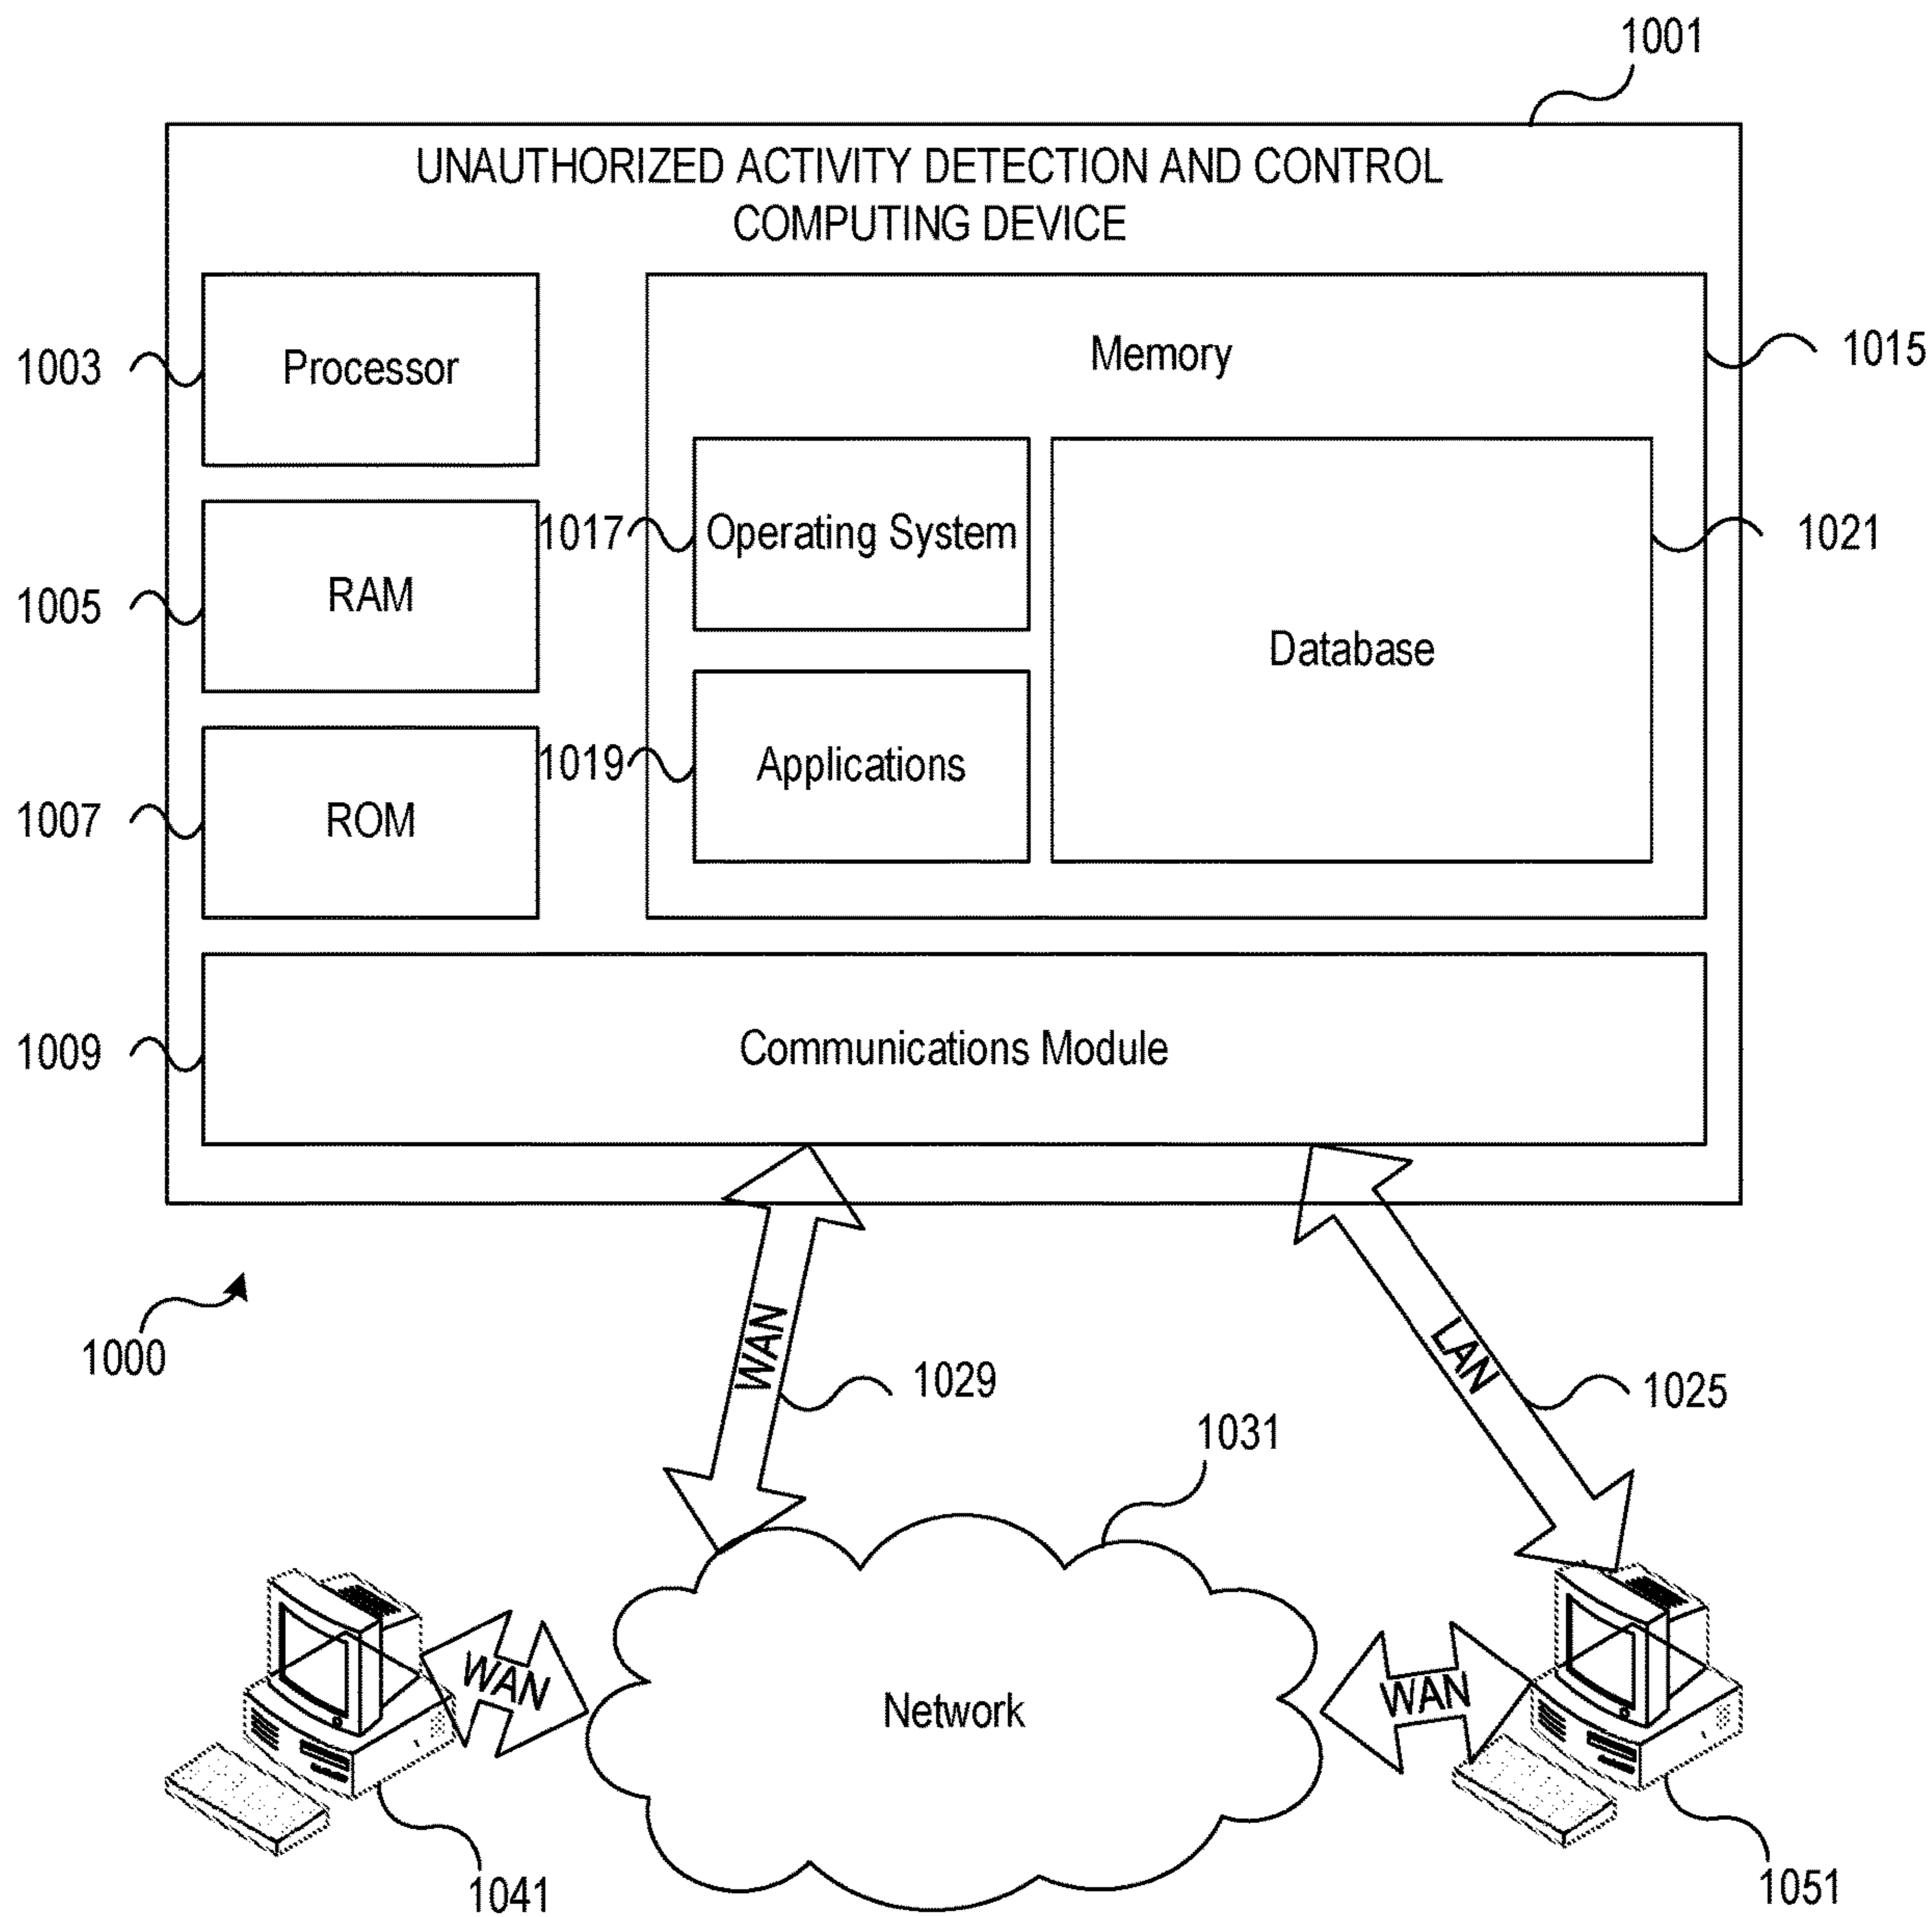 1001
UNAUTHORIZED ACTIVITY DETECTION AND CONTROL
COMPUTING DEVICE
1003
Processor
Memory
1015
1005
RAM
1017
Operating System
1021
Database
1007
ROM
1019
Applications
1009
Communications Module
1000
WAN
1029
LAN
1025
1031
WAN
Network
WAN
1041
1051